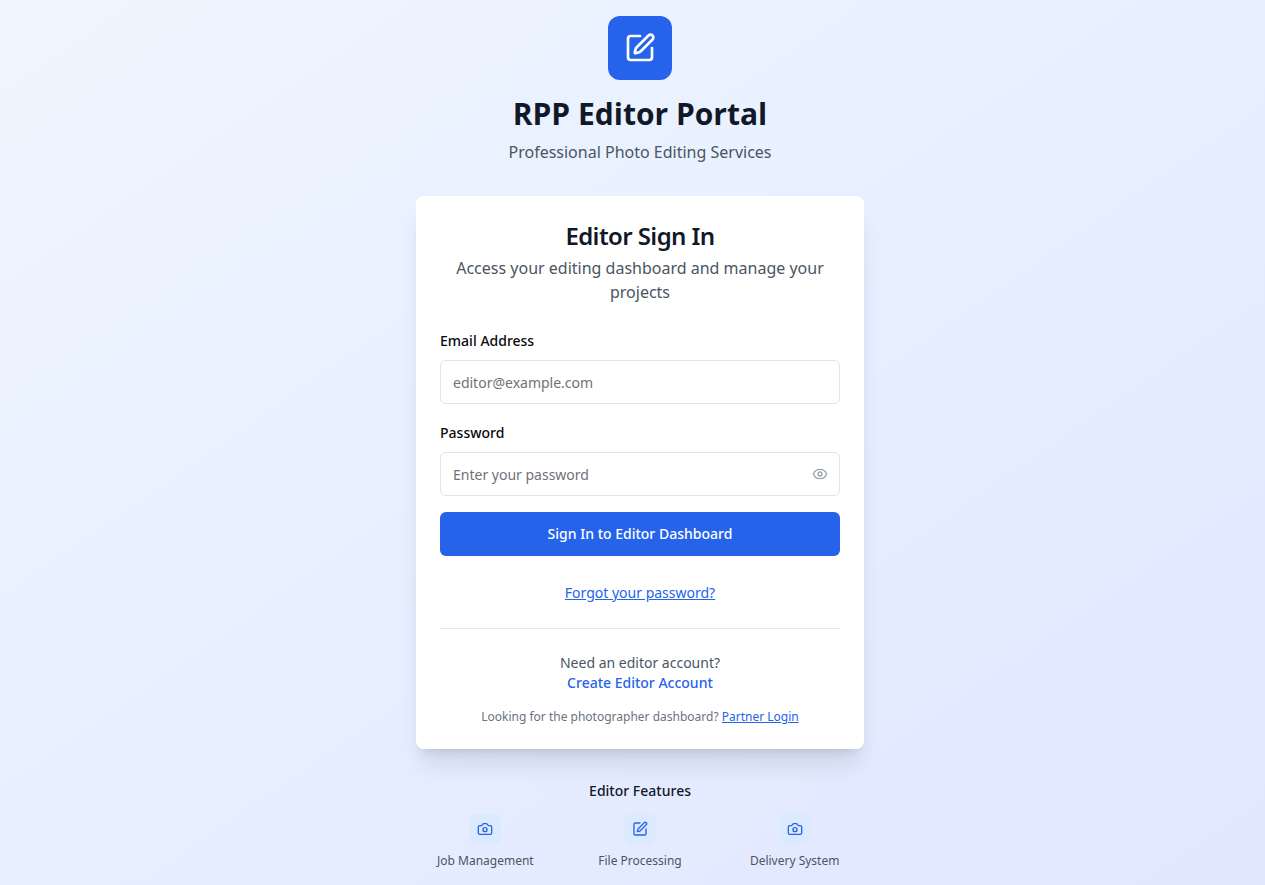 RPP Editor Portal
Professional Photo Editing Services
Editor Sign In
Access your editing dashboard and manage your
projects
Email Address
editor@example.com
Password
Enter your password
Sign In to Editor Dashboard
Forgot your password?
Need an editor account?
Create Editor Account
Looking for the photographer dashboard? Partner Login
Editor Features
Job Management File Processing Delivery System